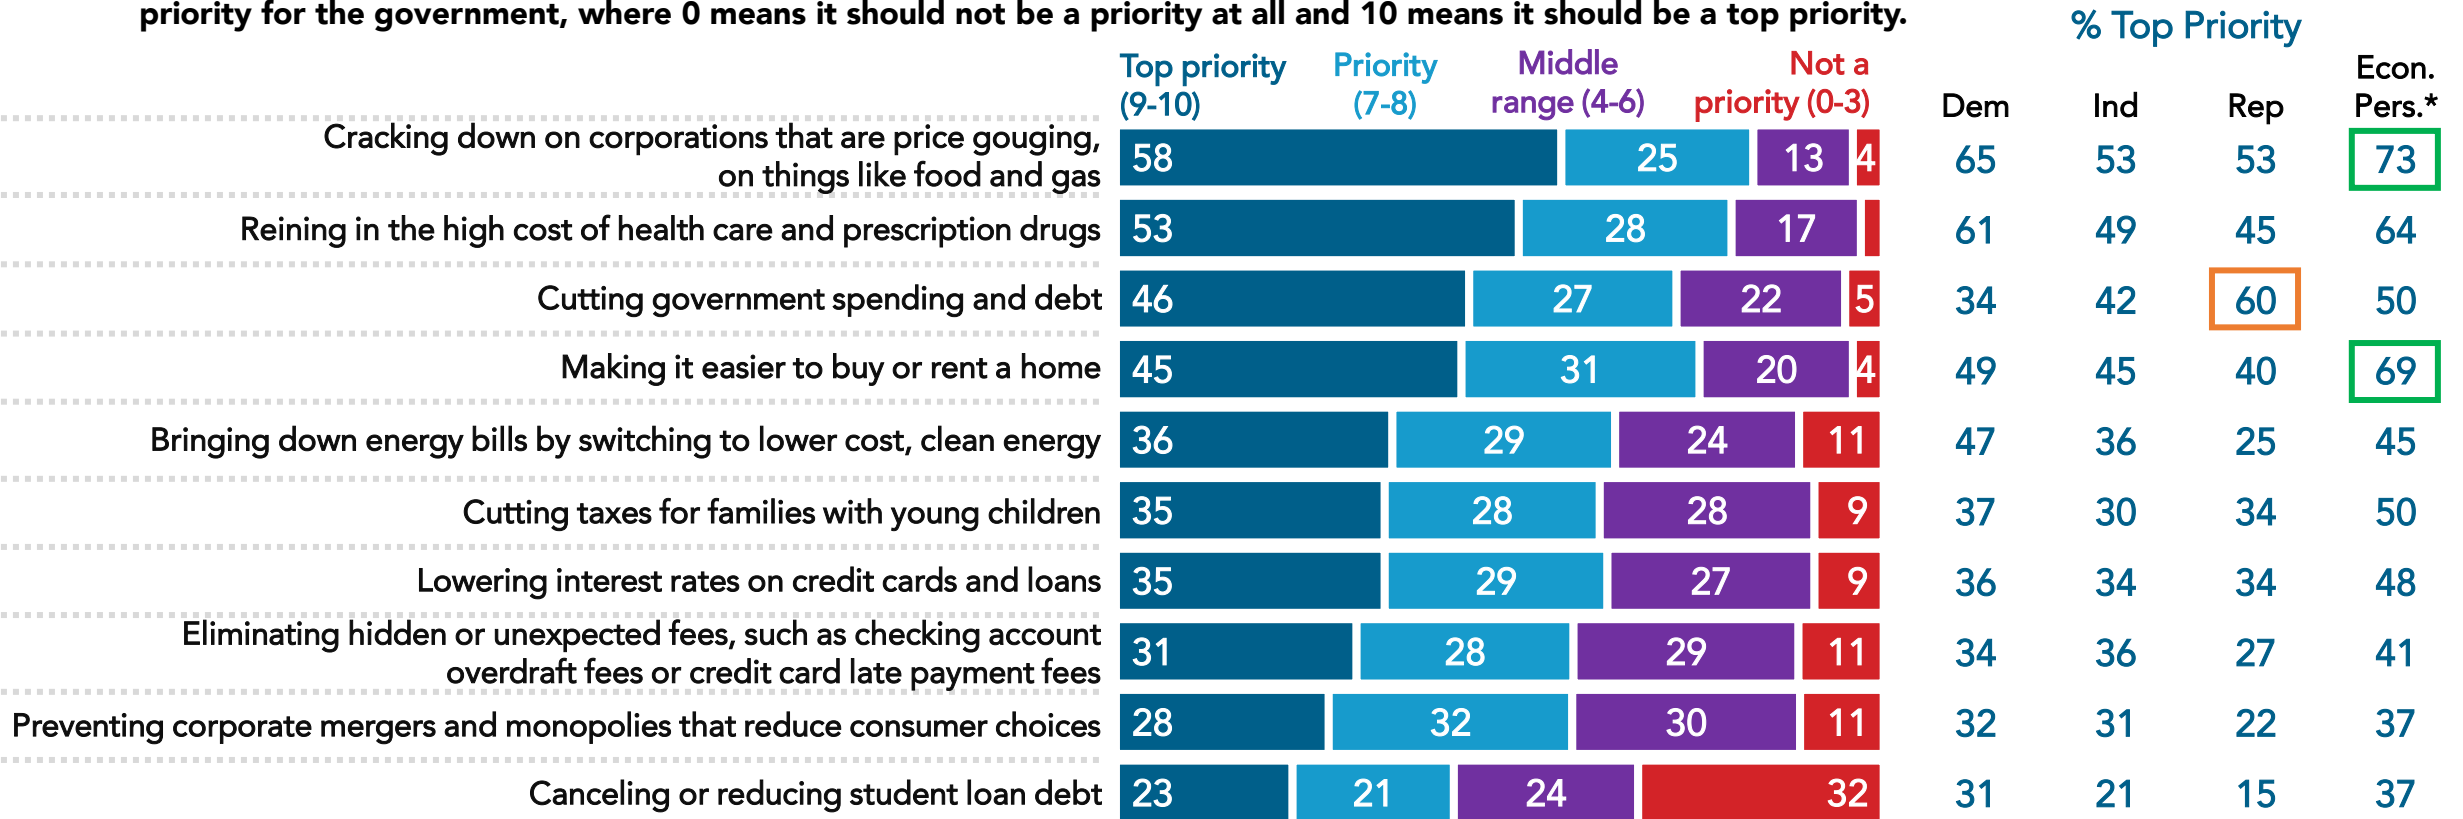 priority for the government, where 0 means it should not be a priority at all and 10 means it should be a top priority.
% Top Priority
Top priority (9-10)
Priority (7-8)
Middle range (4-6)
Not a priority (0-3)
Dem Ind Rep Econ. Pers.*
Cracking down on corporations that are price gouging,
on things like food and gas
58 25 13 4 65 53 53 73
Reining in the high cost of health care and prescription drugs 53 28 17 61 49 45 64
Cutting government spending and debt 46 27 22 5 34 42 60 50
Making it easier to buy or rent a home 45 31 20 4 49 45 40 69
Bringing down energy bills by switching to lower cost, clean energy 36 29 24 11 47 36 25 45
Cutting taxes for families with young children 35 28 28 9 37 30 34 50
Lowering interest rates on credit cards and loans 35 29 27 9 36 34 34 48
Eliminating hidden or unexpected fees, such as checking account
overdraft fees or credit card late payment fees
31 28 29 11 34 36 27 41
Preventing corporate mergers and monopolies that reduce consumer choices 28 32 30 11 32 31 22 37
Canceling or reducing student loan debt 23 21 24 32 31 21 15 37